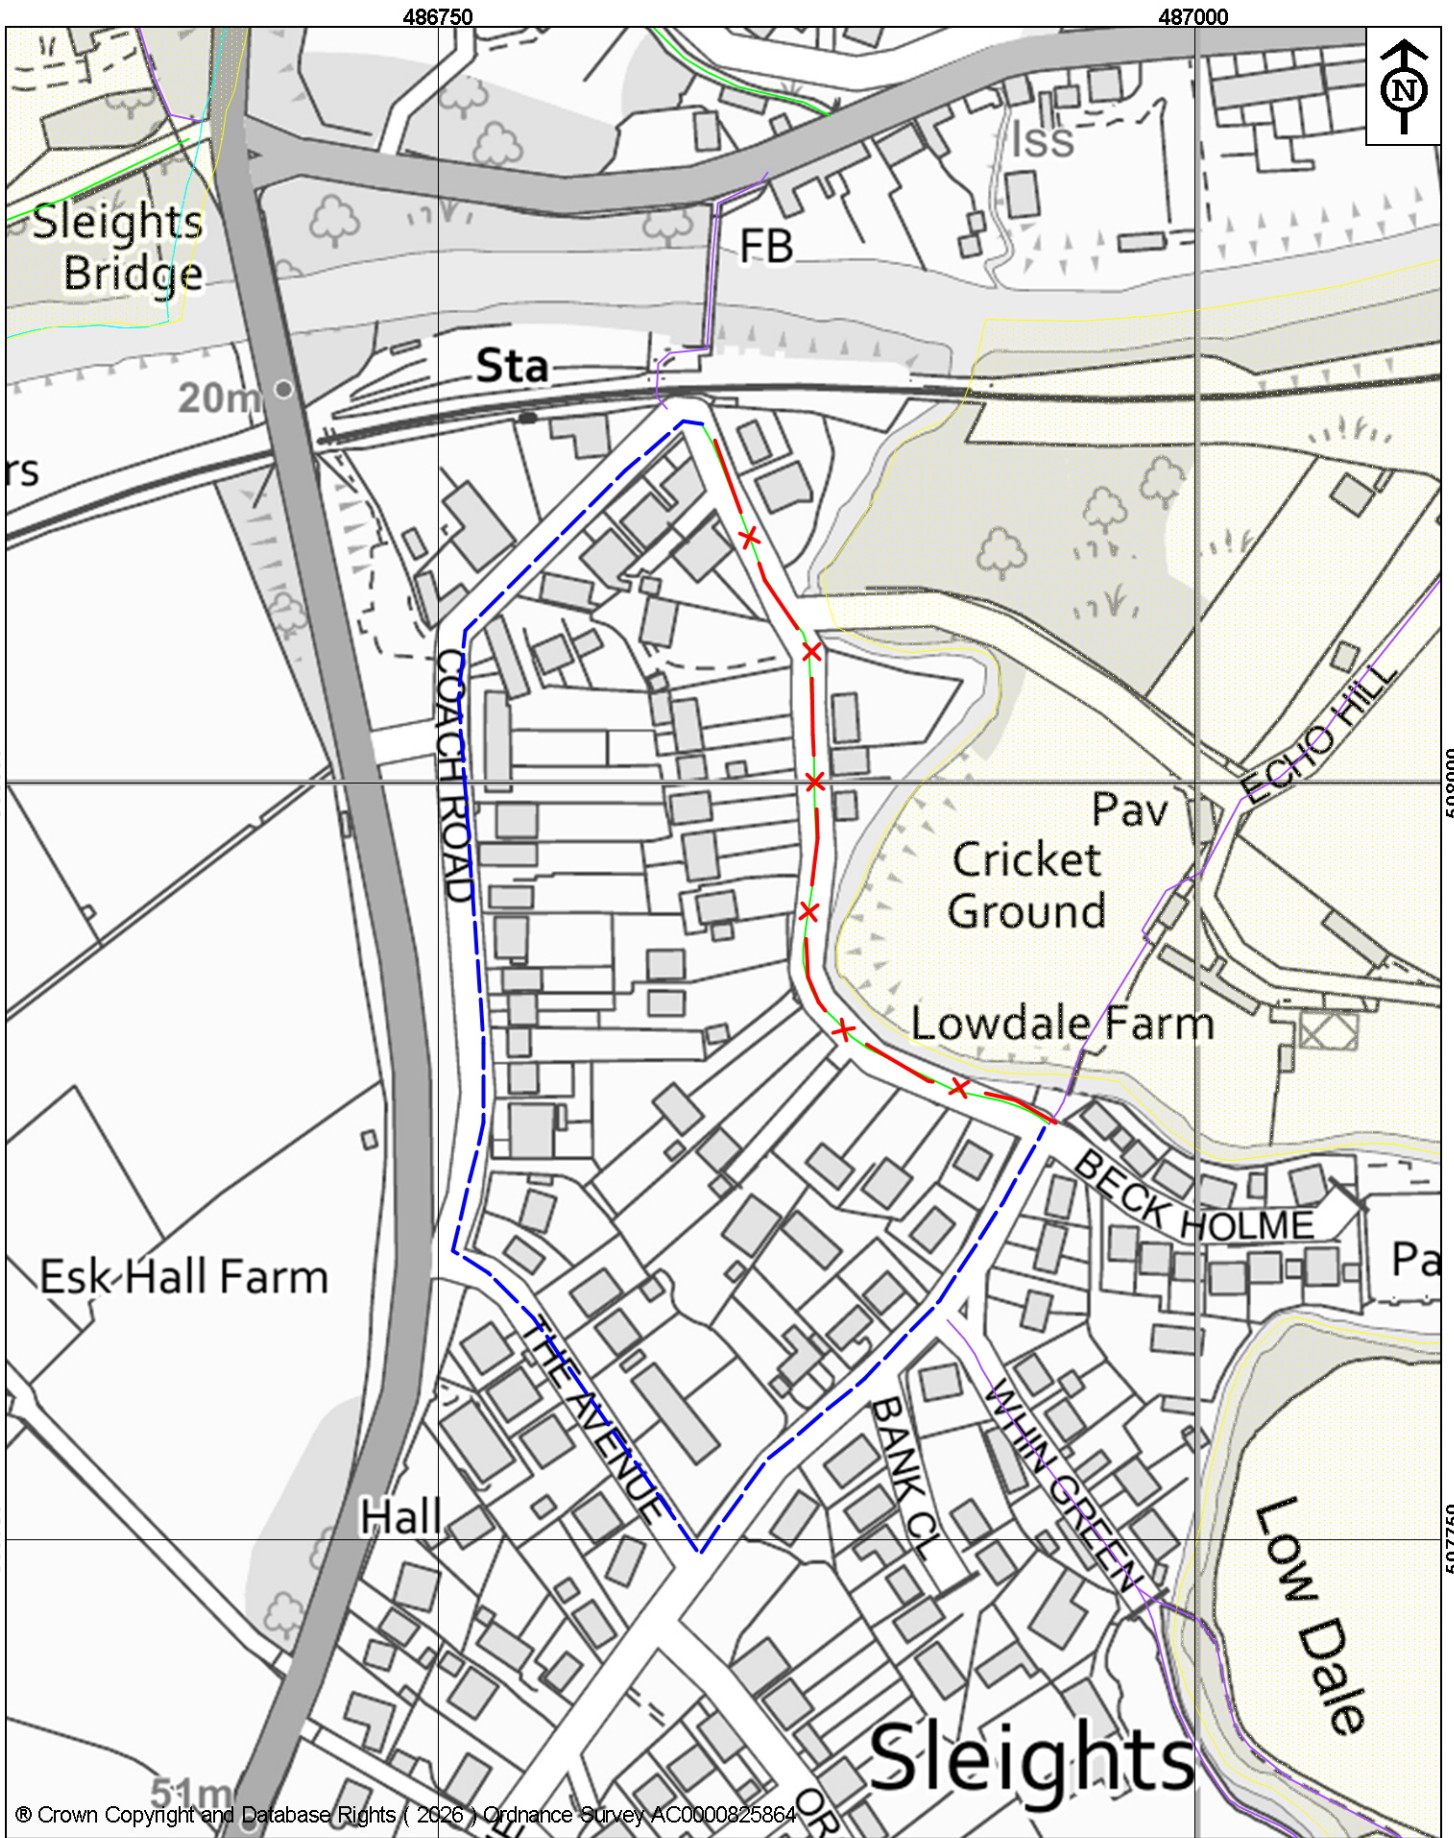 486750
487000
N
Iss
Sleights
Bridge
FB
Sta
20m
rs
COACH ROAD
ECHO HILL
Pav
Cricket
Ground
Lowdale Farm
BECK HOLME
Esk Hall Farm
Pa
THE AVENUE
BANK CL
WHIN GREEN
Hall
Low Dale
Sleights
51m
OR
® Crown Copyright and Database Rights ( 2026 ) Ordnance Survey AC0000825864